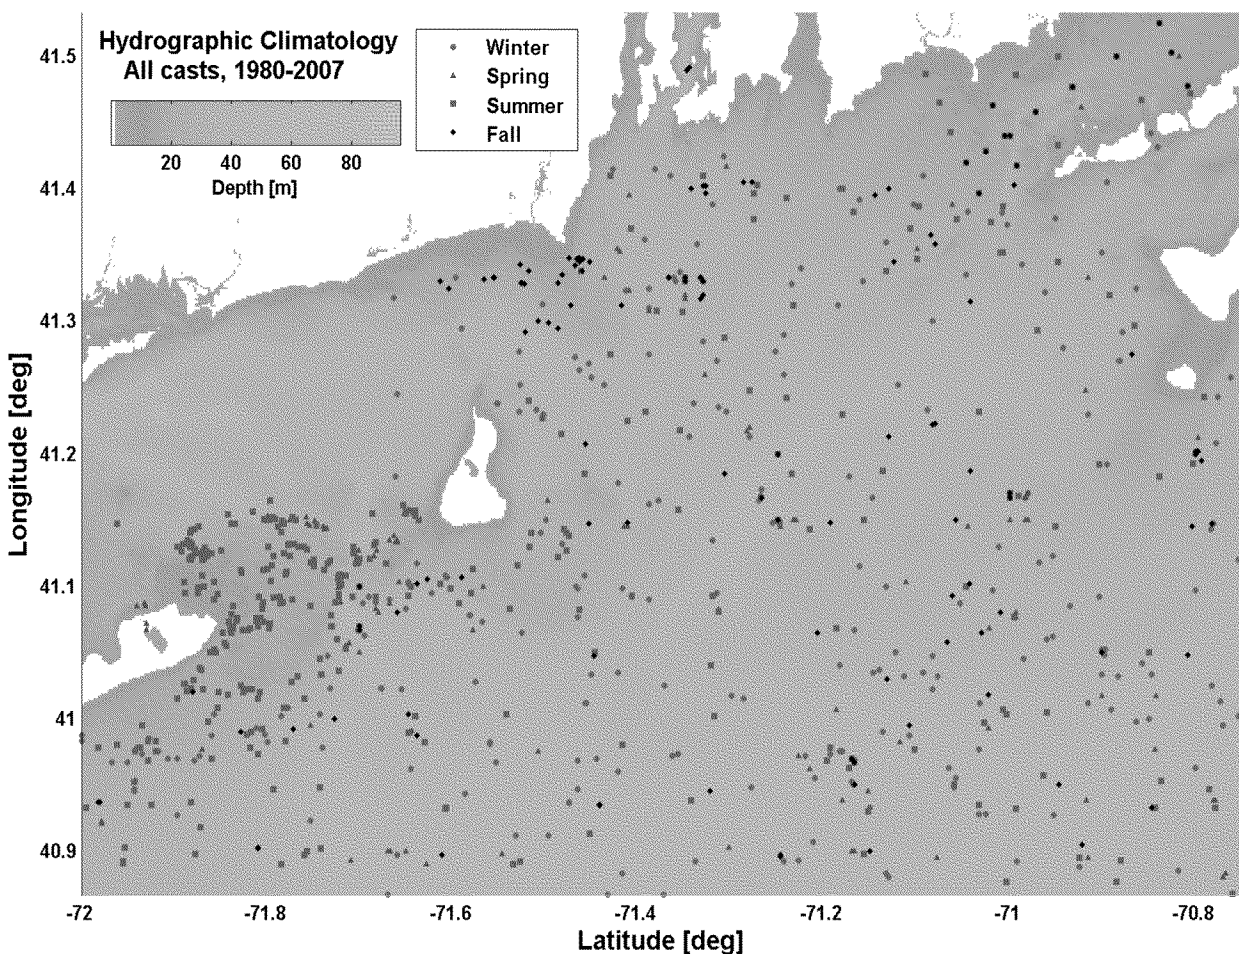 Hydrographic Climatology
All casts, 1980-2007
20 40 60 80
Depth [m]
Winter
Spring
Summer
Fall
41.5
41.4
41.3
41.2
41.1
41
40.9
Longitude [deg]
-72 -71.8 -71.6 -71.4 -71.2 -71 -70.8
Latitude [deg]